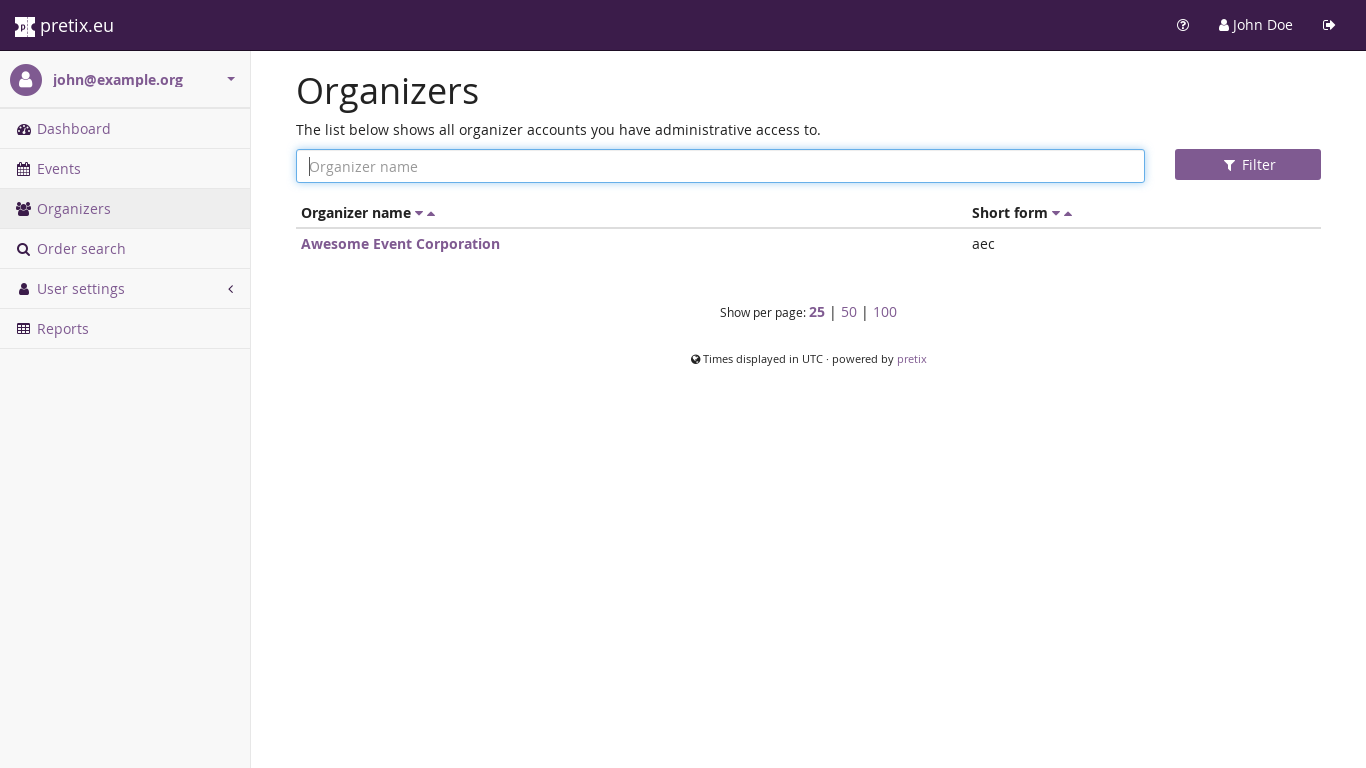 pretix.eu
John Doe
john@example.org
Dashboard
Events
Organizers
Order search
User settings
Reports
Organizers
The list below shows all organizer accounts you have administrative access to.
Organizer name
Filter
Organizer name Short form
Awesome Event Corporation aec
Show per page: 25 | 50 | 100
Times displayed in UTC · powered by pretix